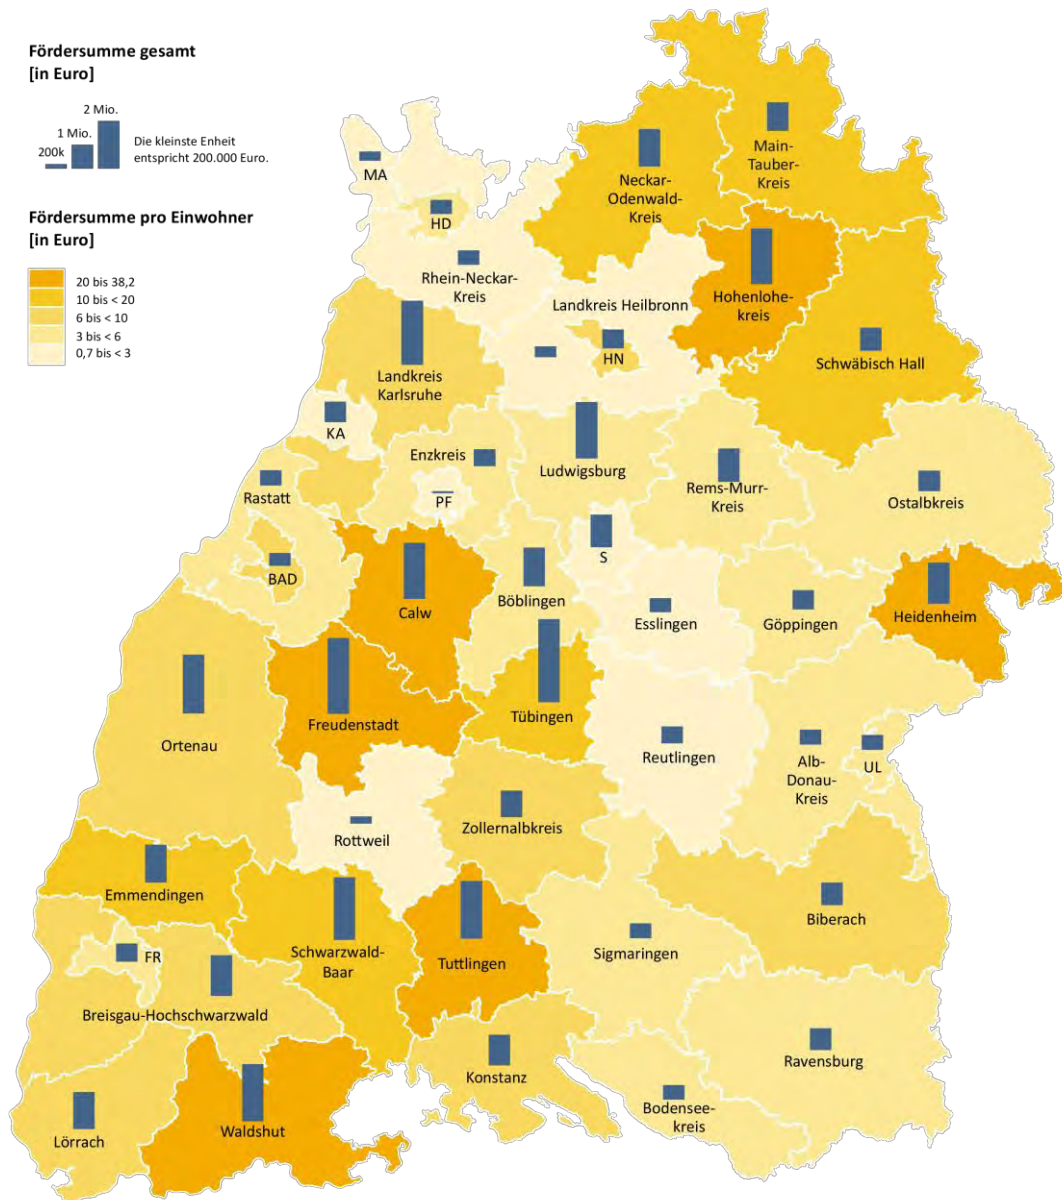 Fördersumme gesamt
[in Euro]
2 Mio.
1 Mio.
200k
Die kleinste Enheit
entspricht 200.000 Euro.
Fördersumme pro Einwohner
[in Euro]
20 bis 38,2
10 bis < 20
6 bis < 10
3 bis < 6
0,7 bis < 3
MA
HD
Rhein-Neckar-
Kreis
Neckar-
Odenwald-
Kreis
Main-
Tauber-
Kreis
Landkreis Heilbronn
HN
Hohenlohe-
kreis
Schwäbisch Hall
Landkreis
Karlsruhe
KA
Enzkreis
PF
Ludwigsburg
Rems-Murr-
Kreis
Ostalbkreis
Rastatt
BAD
Calw
Böblingen
S
Esslingen
Göppingen
Heidenheim
Ortenau
Freudenstadt
Tübingen
Reutlingen
Alb-
Donau-
Kreis
UL
Rottweil
Zollernalbkreis
Emmendingen
FR
Breisgau-Hochschwarzwald
Schwarzwald-
Baar
Tuttlingen
Sigmaringen
Biberach
Lörrach
Waldshut
Konstanz
Bodensee-
kreis
Ravensburg